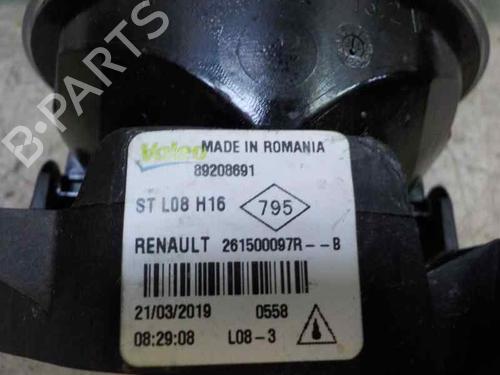 B-PARTS
Valeo MADE IN ROMANIA
89208691
ST L08 H16 795
RENAULT 261500097R--B
21/03/2019 0558
08:29:08 L08-3